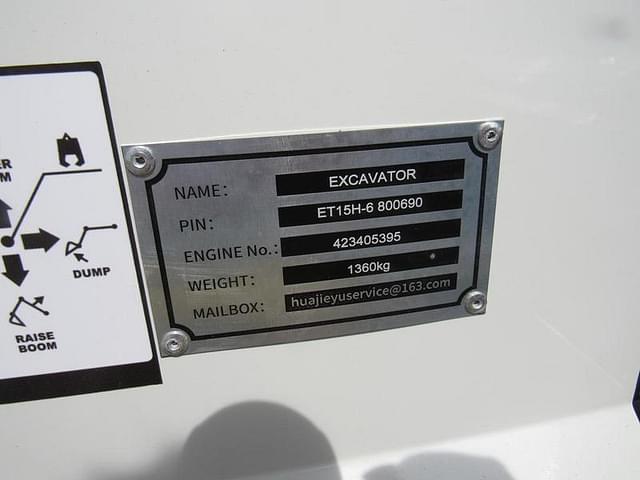 NAME: EXCAVATOR
PIN: ET15H-6 800690
ENGINE No.: 423405395
WEIGHT: 1360kg
MAILBOX: huajieyuservice@163.com
DUMP
RAISE
BOOM